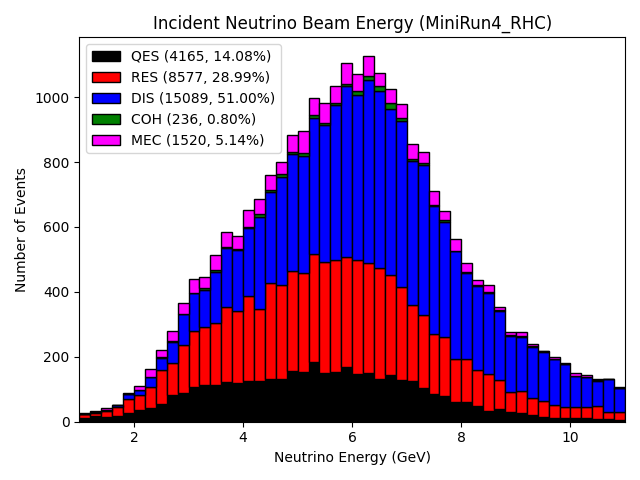 Incident Neutrino Beam Energy (MiniRun4_RHC)
QES (4165, 14.08%)
RES (8577, 28.99%)
DIS (15089, 51.00%)
COH (236, 0.80%)
MEC (1520, 5.14%)
Number of Events
1000
800
600
400
200
0
2 4 6 8 10
Neutrino Energy (GeV)